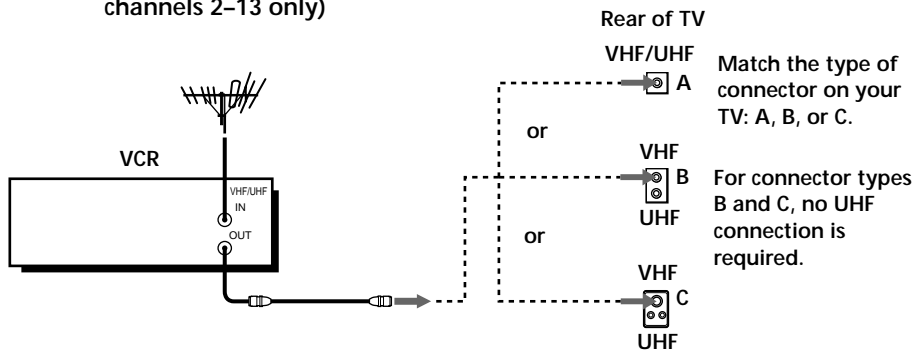 channels 2–13 only)
Rear of TV
VHF/UHF
A
Match the type of
connector on your
TV: A, B, or C.
or
VCR
VHF/UHF
IN
OUT
VHF
B
UHF
For connector types
B and C, no UHF
connection is
required.
or
VHF
C
UHF